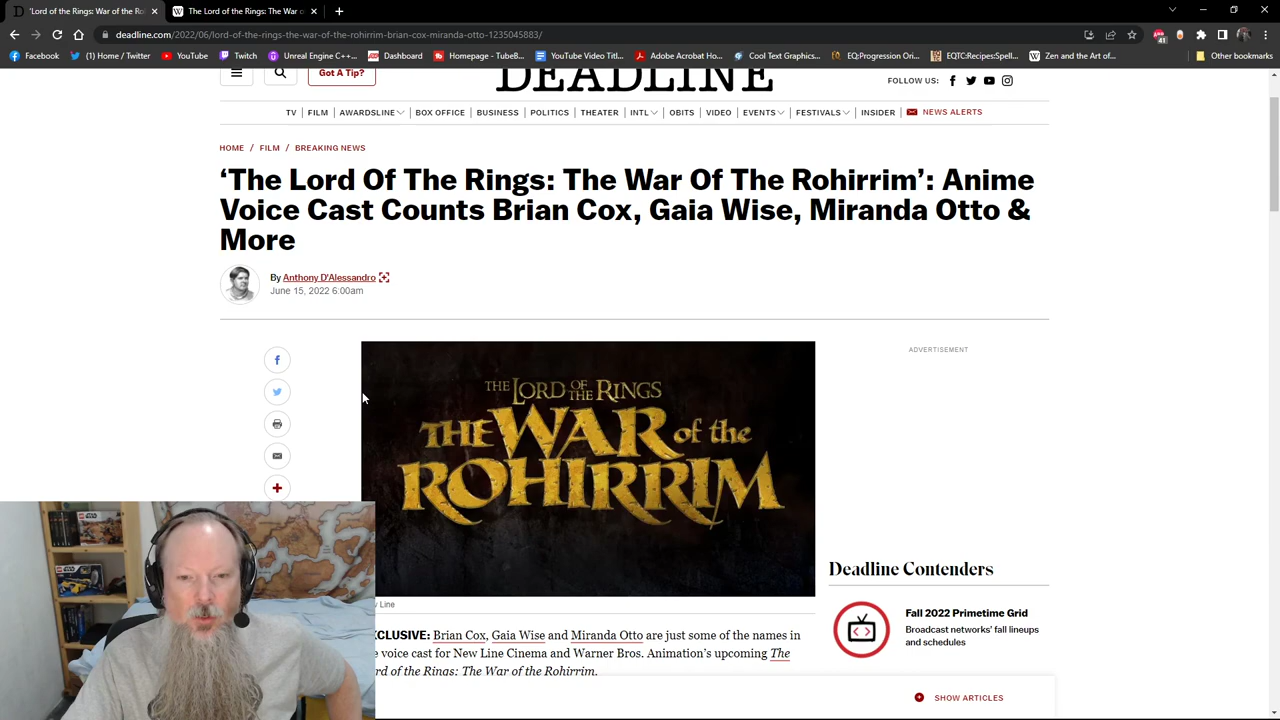 'The Lord of the Rings: The W
The War of the Rohirrim
deadline.com/2022/06/lord-of-the-rings-the-war-of-the-rohirrim-brian-cox-miranda-otto-1235045883/
41
Facebook
(1) Home / Twitter
Unreal Engine C++...
Dashboard
Homepage - TubeB...
YouTube Video Titl...
Adobe Acrobat Ho...
Cool Text Graphics...
EQ:Progression Ori...
EQITC:Recipes:Spell...
Zen and the Art of...
Other bookmarks
Got A Tip?
DEADLINE
FOLLOW US:
TV | FILM | AWARDSLINE | BOX OFFICE | BUSINESS | POLITICS | THEATER | INTL | OBITS | VIDEO | EVENTS | FESTIVALS | INSIDER | NEWS ALERTS
HOME / FILM / BREAKING NEWS
‘The Lord Of The Rings: The War Of The Rohirrim’: Anime
Voice Cast Counts Brian Cox, Gaia Wise, Miranda Otto &
More
By Anthony D'Alessandro
June 15, 2022 6:00am
ADVERTISEMENT
THE LORD OF THE RINGS
THE WAR of the
ROHIRRIM
Line
Deadline Contenders
Fall 2022 Primetime Grid
Broadcast networks' fall lineups
and schedules
XCLUSIVE: Brian Cox, Gaia Wise and Miranda Otto are just some of the names in
e voice cast for New Line Cinema and Warner Bros. Animation's upcoming The
rd of the Rings: The War of the Rohirrim.
SHOW ARTICLES